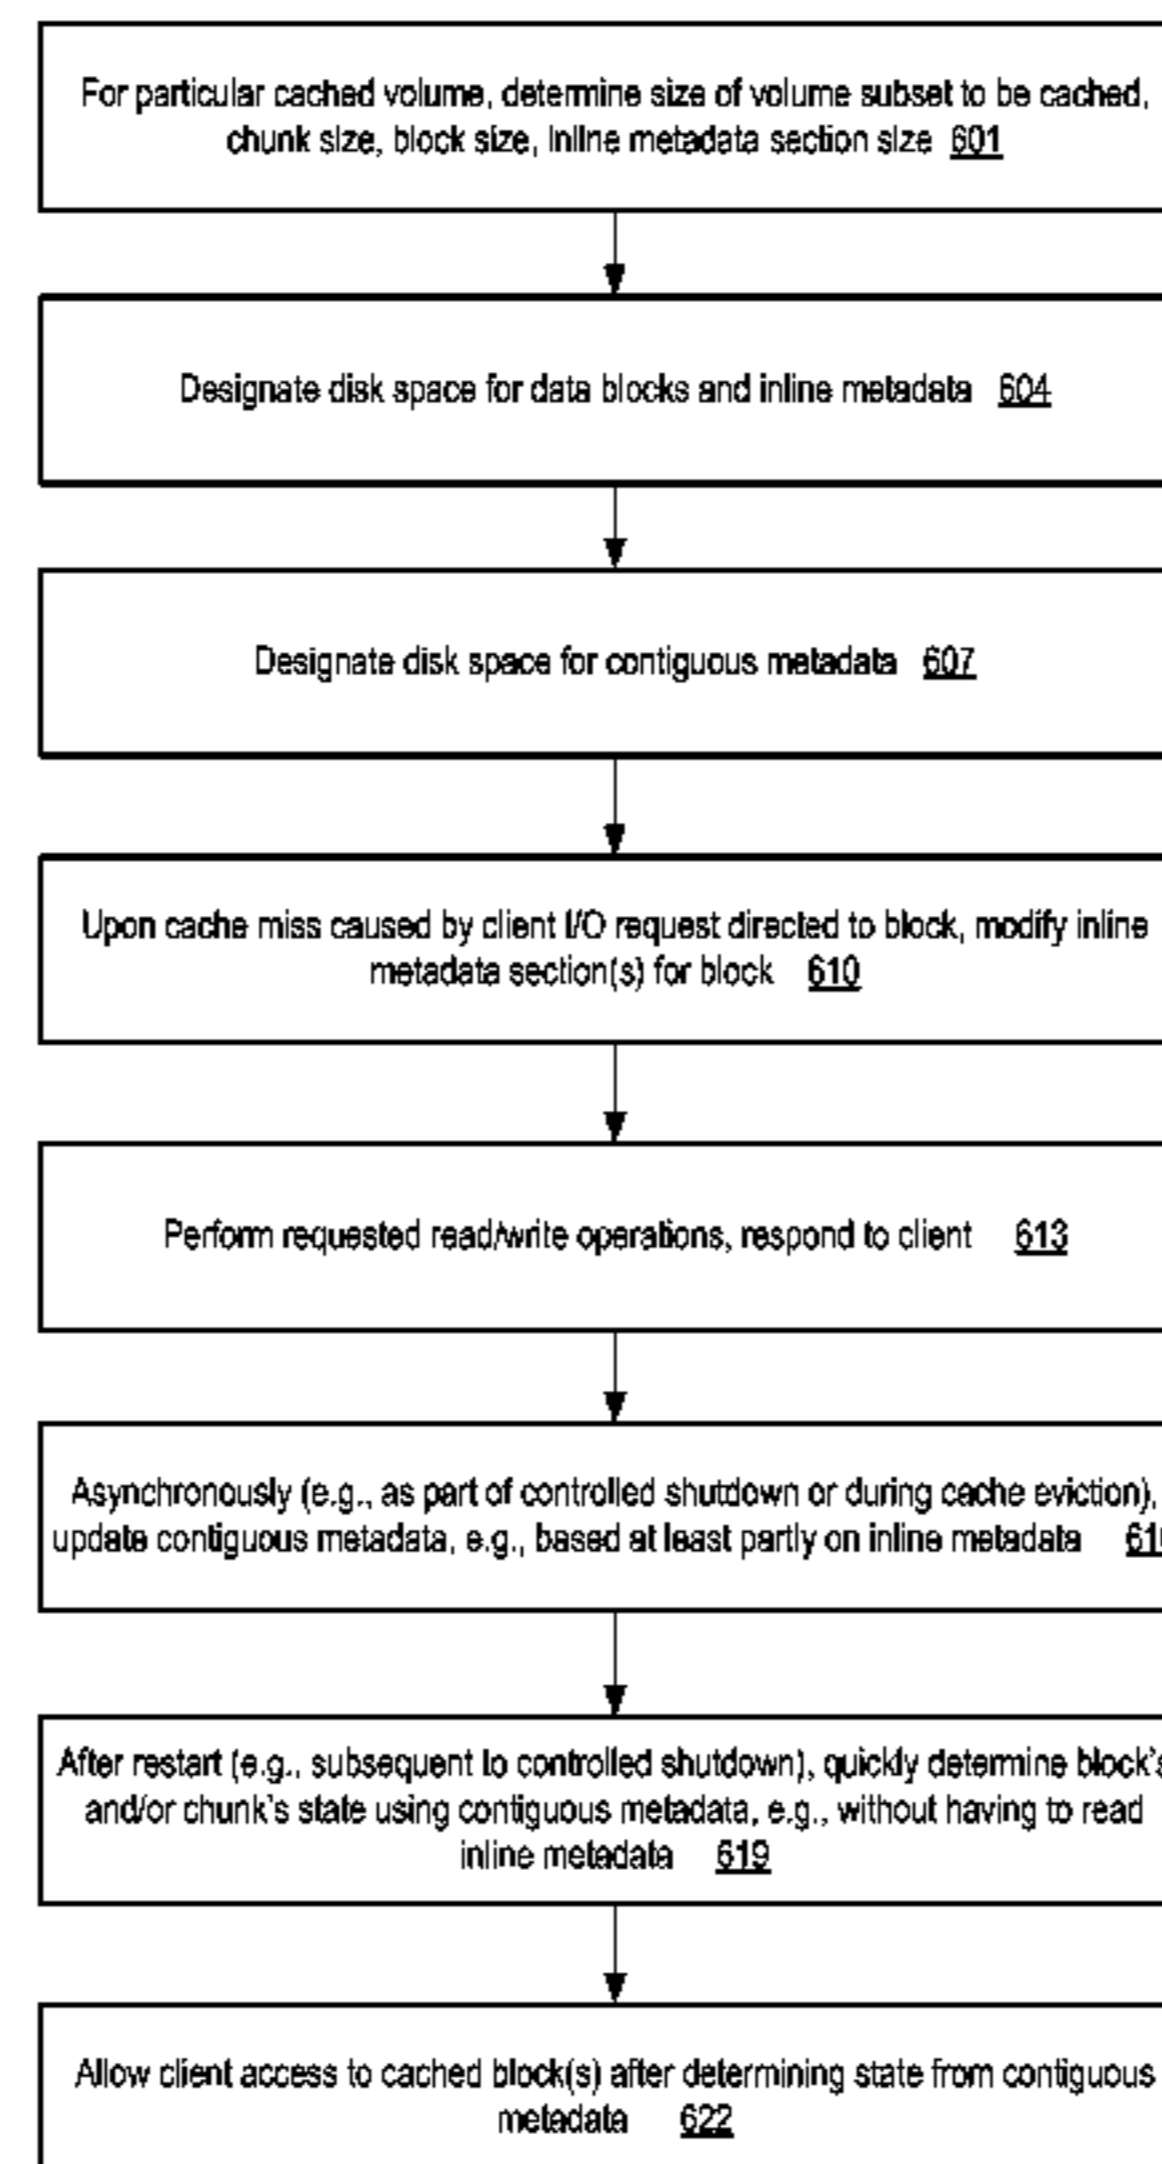 For particular cached volume, determine size of volume subset to be cached,
chunk size, block size, inline metadata section size 601
Designate disk space for data blocks and inline metadata 604
Designate disk space for contiguous metadata 607
Upon cache miss caused by client I/O request directed to block, modify inline
metadata section(s) for block 610
Perform requested read/write operations, respond to client 613
Asynchronously (e.g., as part of controlled shutdown or during cache eviction),
update contiguous metadata, e.g., based at least partly on inline metadata
After restart (e.g., subsequent to controlled shutdown), quickly determine block's
and/or chunk's state using contiguous metadata, e.g., without having to read
inline metadata 619
Allow client access to cached block(s) after determining state from contiguous
metadata 622